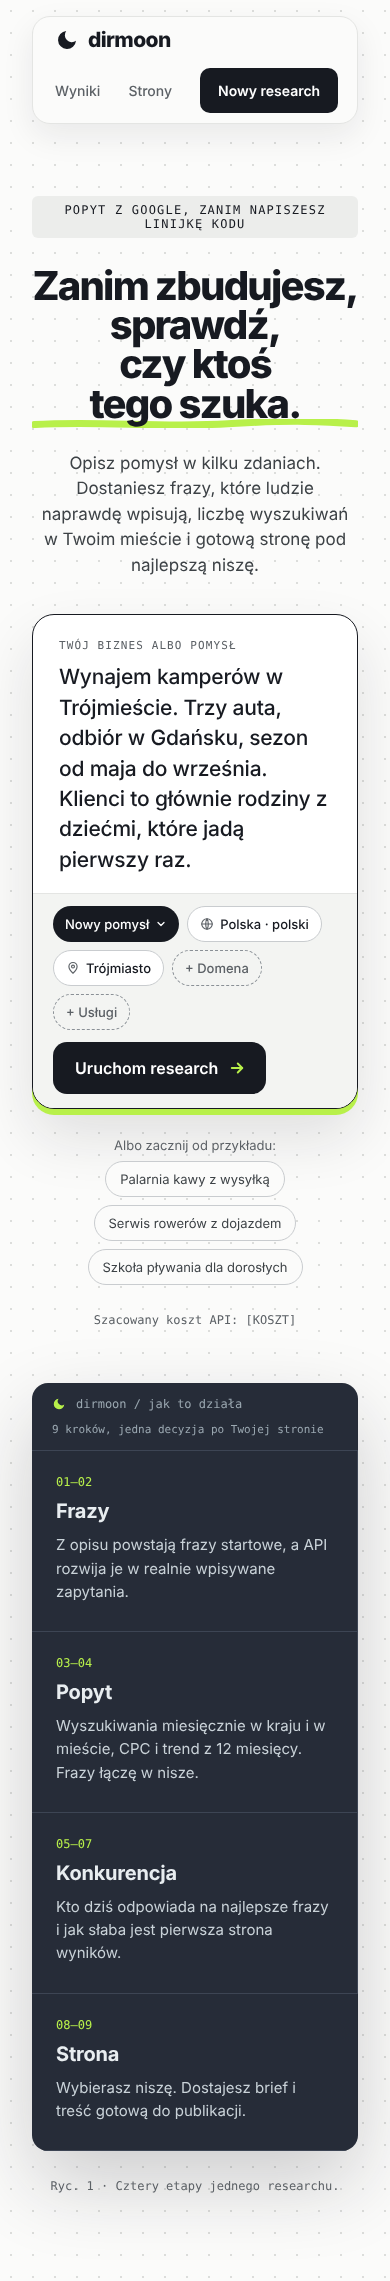 dirmoon
Wyniki Strony Nowy research
POPYT Z GOOGLE, ZANIM NAPISZESZ
LINIJKĘ KODU
Zanim zbudujesz,
sprawdź,
czy ktoś
tego szuka.
Opisz pomysł w kilku zdaniach.
Dostaniesz frazy, które ludzie
naprawdę wpisują, liczbę wyszukiwań
w Twoim mieście i gotową stronę pod
najlepszą niszę.
TWÓJ BIZNES ALBO POMYSŁ
Wynajem kamperów w
Trójmieście. Trzy auta,
odbiór w Gdańsku, sezon
od maja do września.
Klienci to głównie rodziny z
dziećmi, które jadą
pierwszy raz.
Nowy pomysł Polska · polski
Trójmiasto + Domena
+ Usługi
Uruchom research →
Albo zacznij od przykładu:
Palarnia kawy z wysyłką
Serwis rowerów z dojazdem
Szkoła pływania dla dorosłych
Szacowany koszt API: [KOSZT]
dirmoon / jak to działa
9 kroków, jedna decyzja po Twojej stronie
01–02
Frazy
Z opisu powstają frazy startowe, a API
rozwija je w realnie wpisywane
zapytania.
03–04
Popyt
Wyszukiwania miesięcznie w kraju i w
mieście, CPC i trend z 12 miesięcy.
Frazy łączę w nisze.
05–07
Konkurencja
Kto dziś odpowiada na najlepsze frazy
i jak słaba jest pierwsza strona
wyników.
08–09
Strona
Wybierasz niszę. Dostajesz brief i
treść gotową do publikacji.
Ryc. 1 · Cztery etapy jednego researchu.